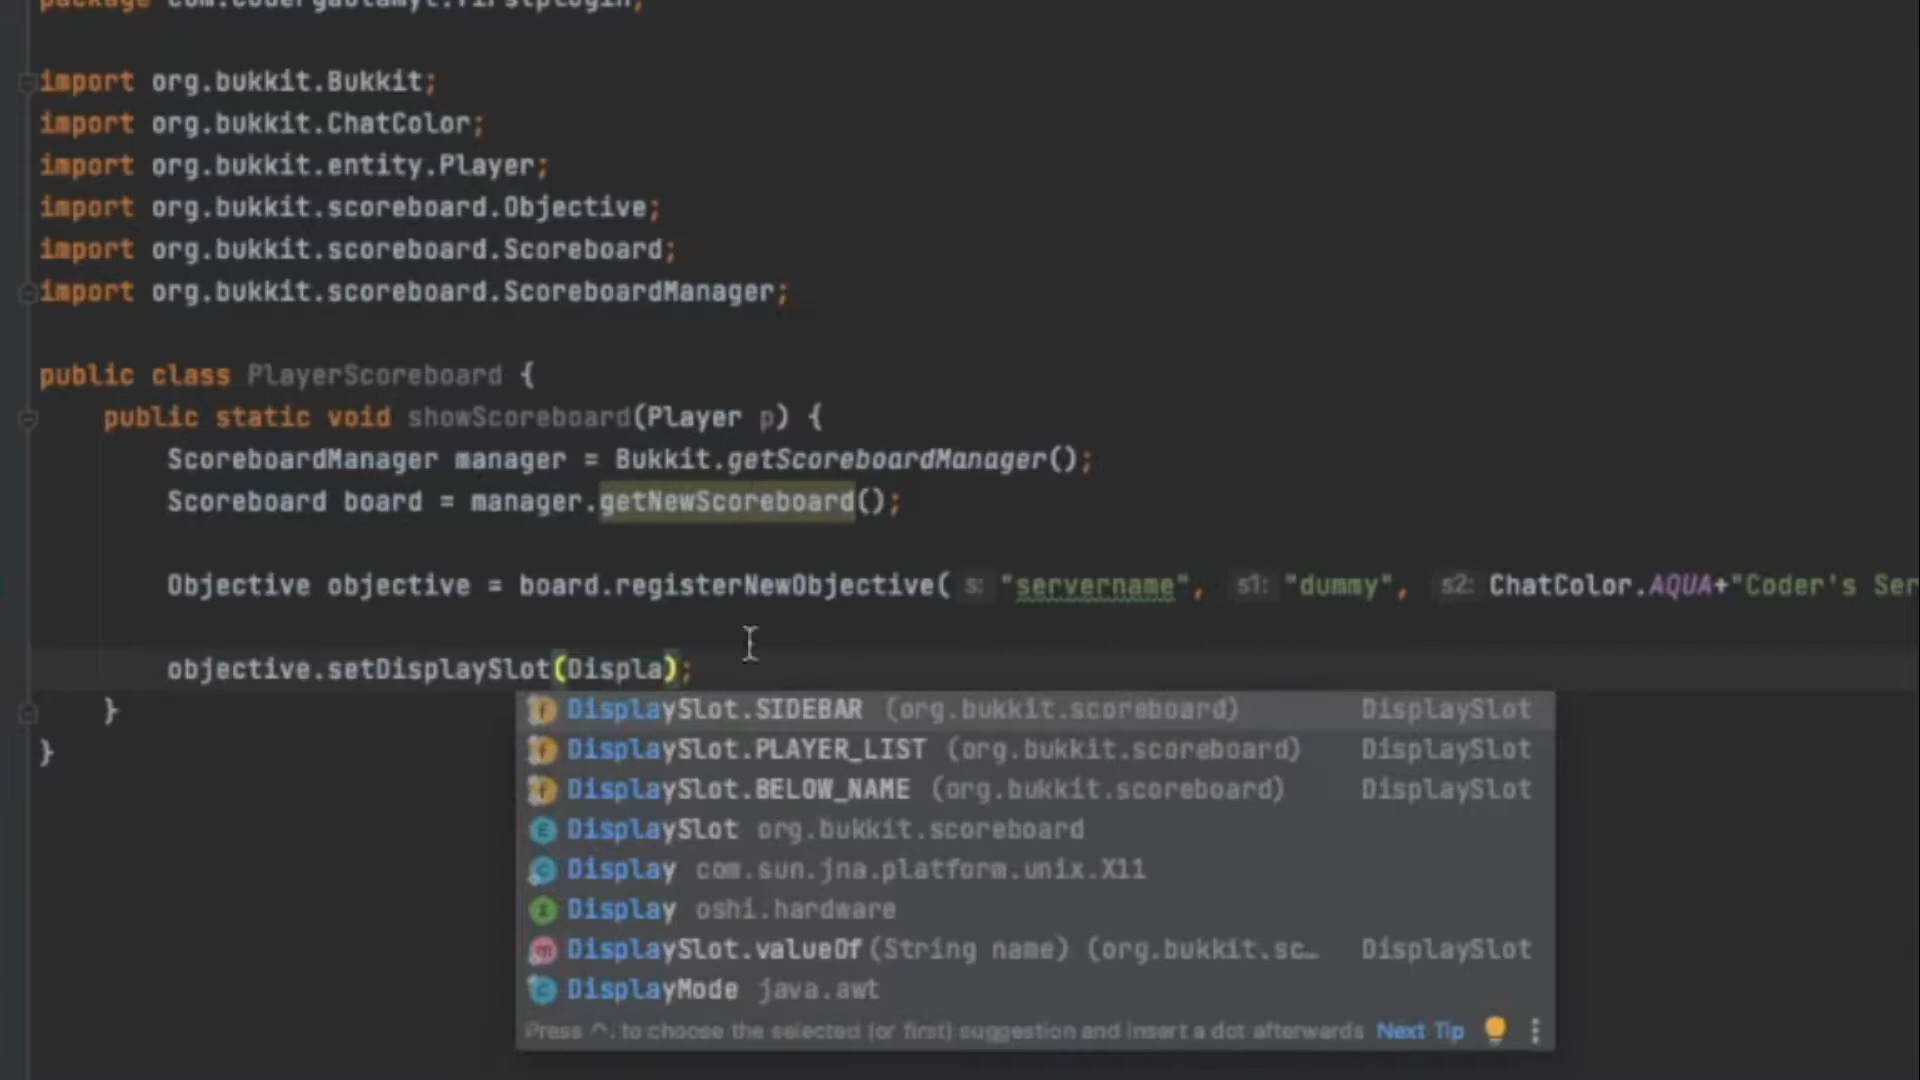 import org.bukkit.Bukkit;
import org.bukkit.ChatColor;
import org.bukkit.entity.Player;
import org.bukkit.scoreboard.Objective;
import org.bukkit.scoreboard.Scoreboard;
import org.bukkit.scoreboard.ScoreboardManager;
public class PlayerScoreboard {
public static void showScoreboard(Player p) {
ScoreboardManager manager = Bukkit.getScoreboardManager();
Scoreboard board = manager.getNewScoreboard();
Objective objective = board.registerNewObjective( s: "servername", s1: "dummy", s2: ChatColor.AQUA+"Coder's Ser
objective.setDisplaySlot(Displa);
DisplaySlot.SIDEBAR (org.bukkit.scoreboard) DisplaySlot
}
DisplaySlot.PLAYER_LIST (org.bukkit.scoreboard) DisplaySlot
}
DisplaySlot.BELOW_NAME (org.bukkit.scoreboard) DisplaySlot
DisplaySlot org.bukkit.scoreboard
Display com.sun.jna.platform.unix.X11
Display oshi.hardware
DisplaySlot.valueOf(String name) (org.bukkit.sc… DisplaySlot
DisplayMode java.awt
Press ^. to choose the selected (or first) suggestion and insert a dot afterwards Next Tip